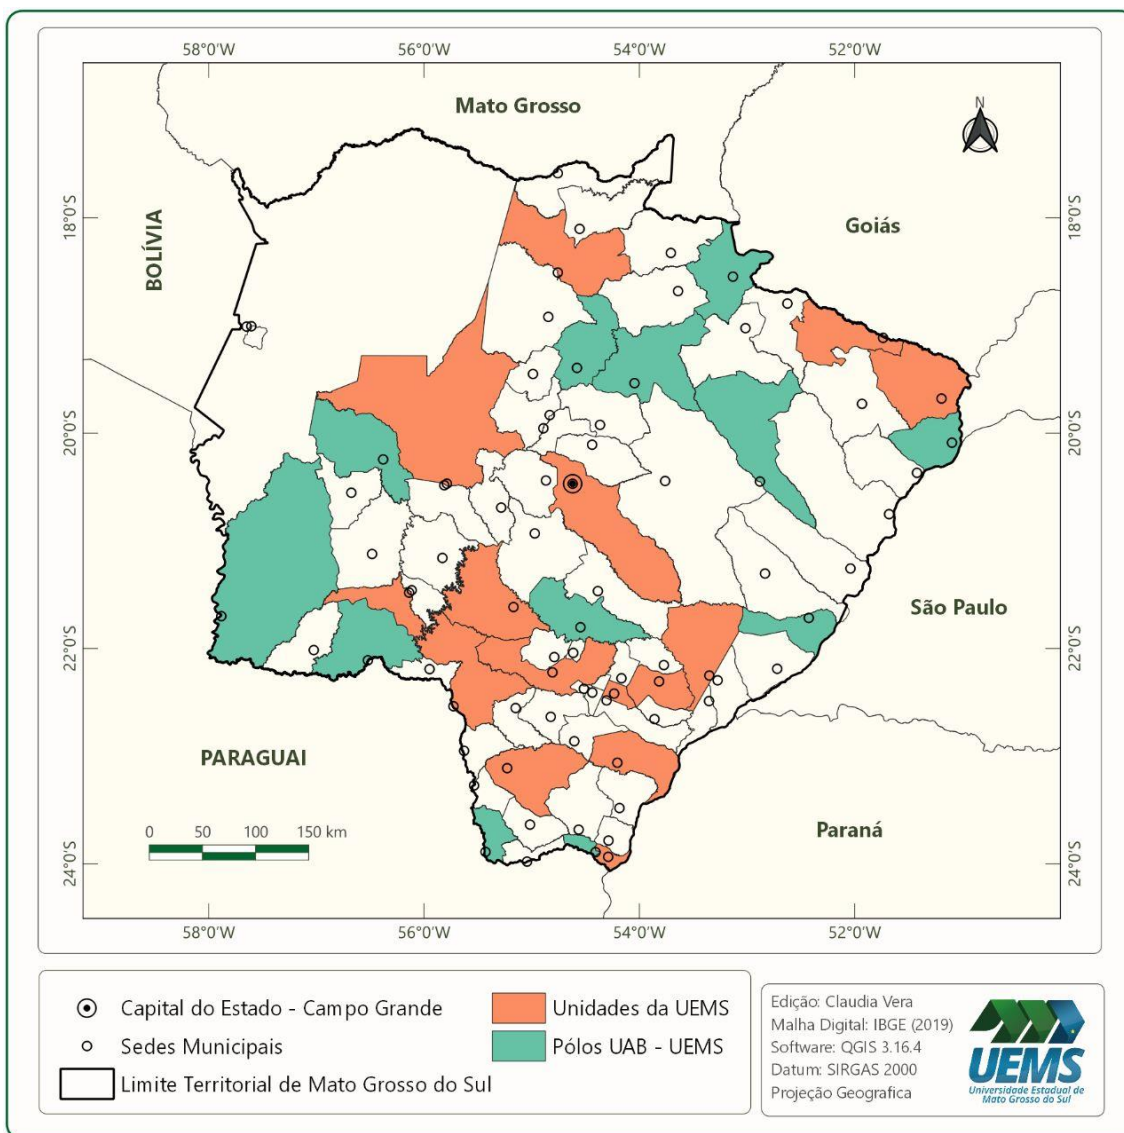 58°0'W 56°0'W 54°0'W 52°0'W
Mato Grosso
N
18°S
18°0'S
BOLÍVIA
Goiás
20°0'S
20°0'S
São Paulo
22°0'S
22°0'S
PARAGUAI
Paraná
0 50 100 150 km
24°0'S
24°0'S
58°0'W 56°0'W 54°0'W 52°0'W
Capital do Estado - Campo Grande
Sedes Municipais
Limite Territorial de Mato Grosso do Sul
Unidades da UEMS
Pólos UAB - UEMS
Edição: Claudia Vera
Malha Digital: IBGE (2019)
Software: QGIS 3.16.4
Datum: SIRGAS 2000
Projeção Geografica
UEMS
Universidade Estadual de
Mato Grosso do Sul